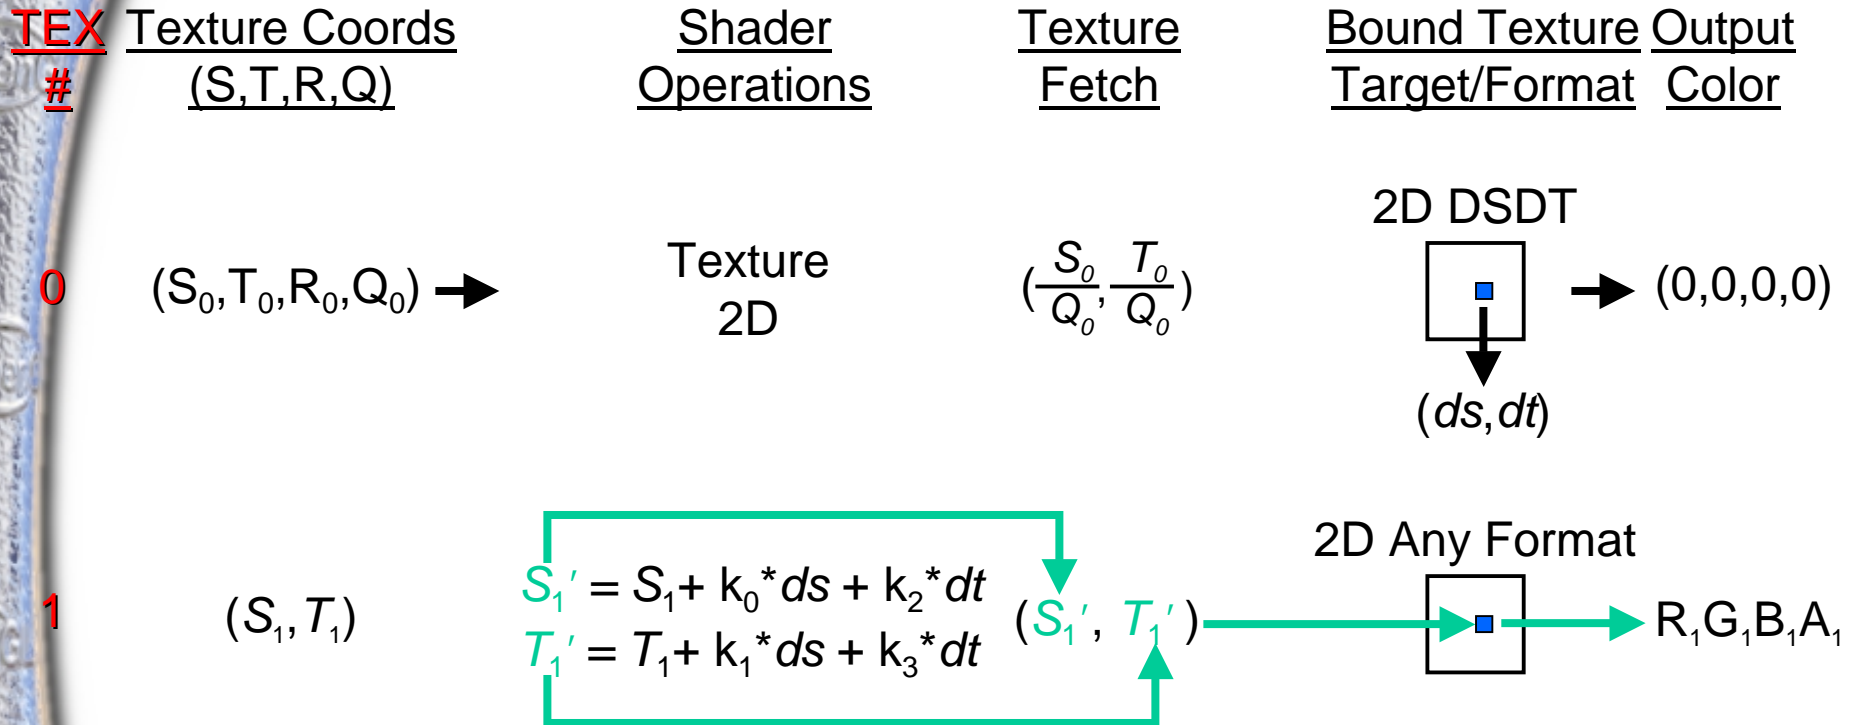 TEX Texture Coords Shader Texture Bound Texture Output
# (S,T,R,Q) Operations Fetch Target/Format Color
2D DSDT
0 (S₀,T₀,R₀,Q₀) Texture 2D (S₀/Q₀, T₀/Q₀) (0,0,0,0)
(ds,dt)
2D Any Format
S₁′ = S₁+ k₀*ds + k₂*dt
1 (S₁,T₁) (S₁′, T₁′) R₁G₁B₁A₁
T₁′ = T₁+ k₁*ds + k₃*dt